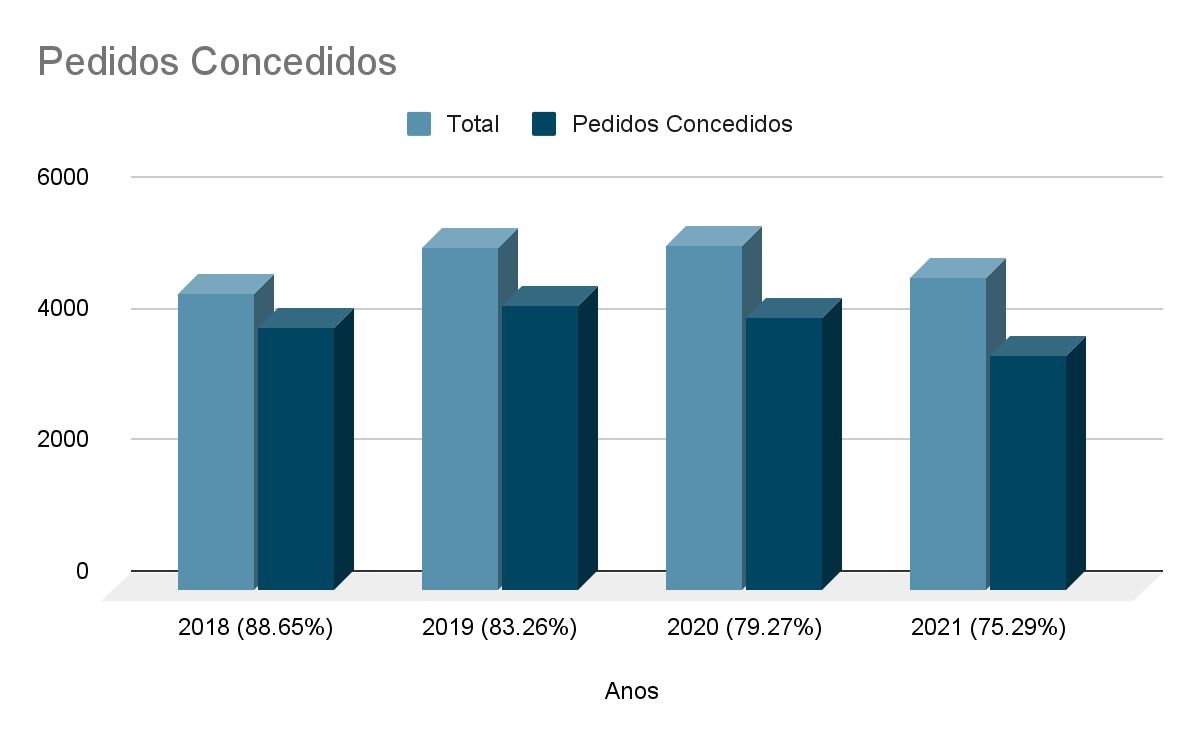 Pedidos Concedidos
Total Pedidos Concedidos
6000
4000
2000
0
2018 (88.65%) 2019 (83.26%) 2020 (79.27%) 2021 (75.29%)
Anos